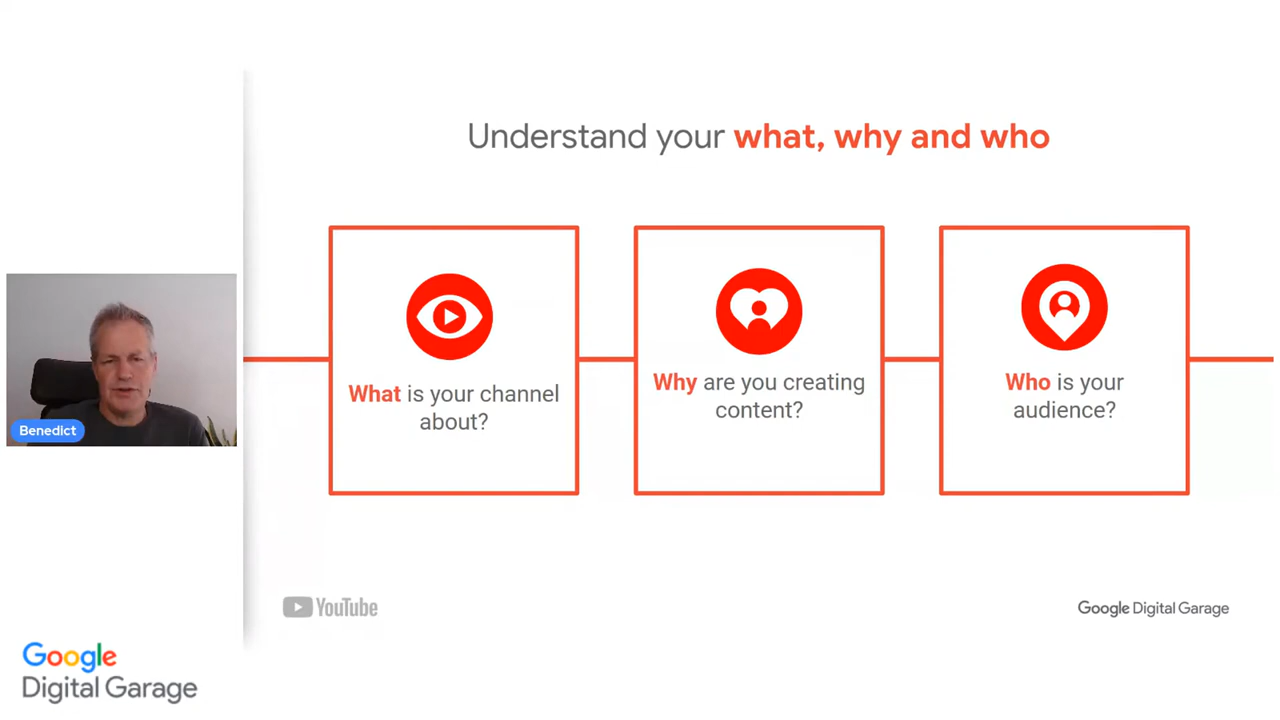 Understand your what, why and who
What is your channel
about?
Why are you creating
content?
Who is your
audience?
Benedict
YouTube
Google Digital Garage
Google
Digital Garage